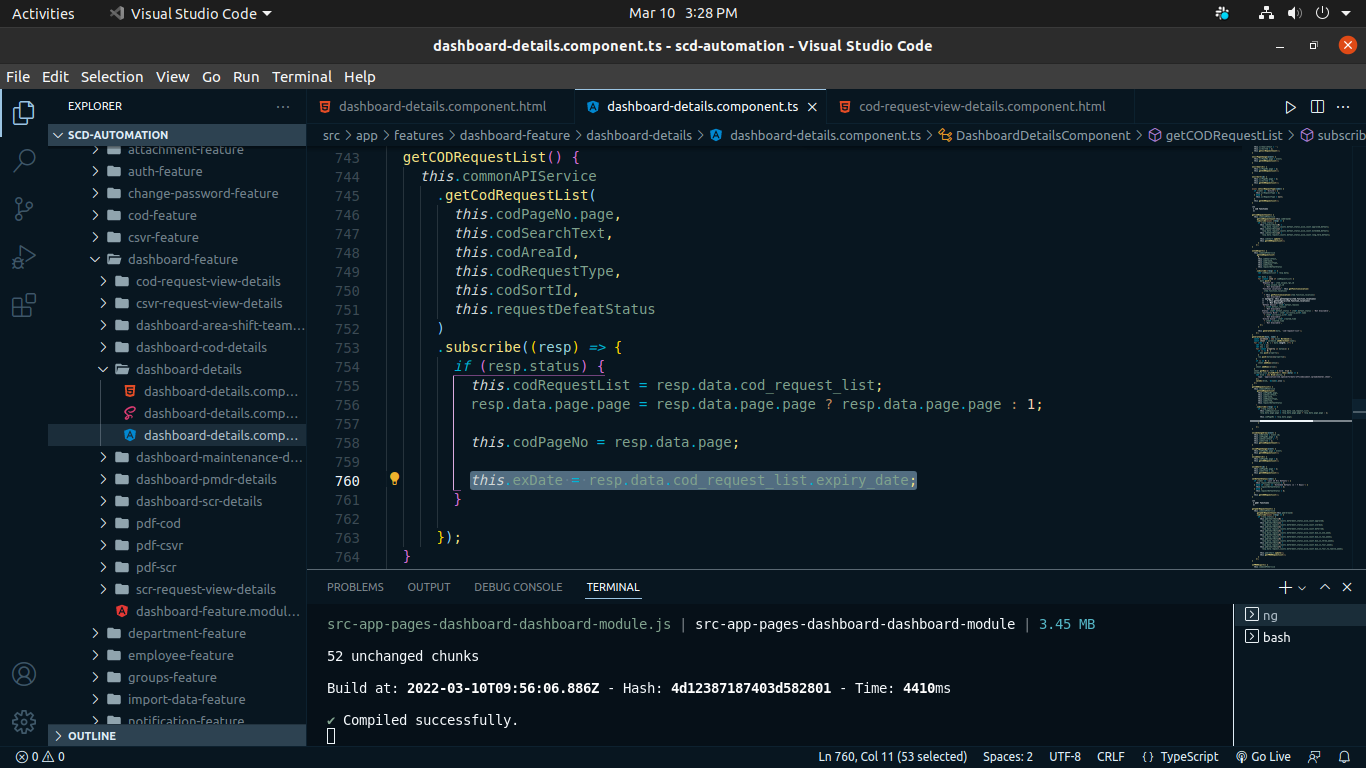 Activities
Visual Studio Code
Mar 10 3:28 PM
dashboard-details.component.ts - scd-automation - Visual Studio Code
File Edit Selection View Go Run Terminal Help
EXPLORER
SCD-AUTOMATION
attachment-feature
auth-feature
change-password-feature
cod-feature
csvr-feature
dashboard-feature
cod-request-view-details
csvr-request-view-details
dashboard-area-shift-team...
dashboard-cod-details
dashboard-details
dashboard-details.comp...
dashboard-details.comp...
dashboard-details.comp...
dashboard-maintenance-d...
dashboard-pmdr-details
dashboard-scr-details
pdf-cod
pdf-csvr
pdf-scr
scr-request-view-details
dashboard-feature.modul...
department-feature
employee-feature
groups-feature
import-data-feature
notification-feature
OUTLINE
dashboard-details.component.html dashboard-details.component.ts cod-request-view-details.component.html
src > app > features > dashboard-feature > dashboard-details > dashboard-details.component.ts > DashboardDetailsComponent > getCODRequestList > subscrib
743 getCODRequestList() {
744 this.commonAPIService
745 .getCodRequestList(
746 this.codPageNo.page,
747 this.codSearchText,
748 this.codAreaId,
749 this.codRequestType,
750 this.codSortId,
751 this.requestDefeatStatus
752 )
753 .subscribe((resp) => {
754 if (resp.status) {
755 this.codRequestList = resp.data.cod_request_list;
756 resp.data.page.page = resp.data.page.page ? resp.data.page.page : 1;
757
758 this.codPageNo = resp.data.page;
759
760 this.exDate = resp.data.cod_request_list.expiry_date;
761 }
762
763 });
764 }
PROBLEMS OUTPUT DEBUG CONSOLE TERMINAL
src-app-pages-dashboard-dashboard-module.js | src-app-pages-dashboard-dashboard-module | 3.45 MB
52 unchanged chunks
Build at: 2022-03-10T09:56:06.886Z - Hash: 4d12387187403d582801 - Time: 4410ms
✔ Compiled successfully.
ng
bash
0 0
Ln 760, Col 11 (53 selected) Spaces: 2 UTF-8 CRLF {} TypeScript Go Live